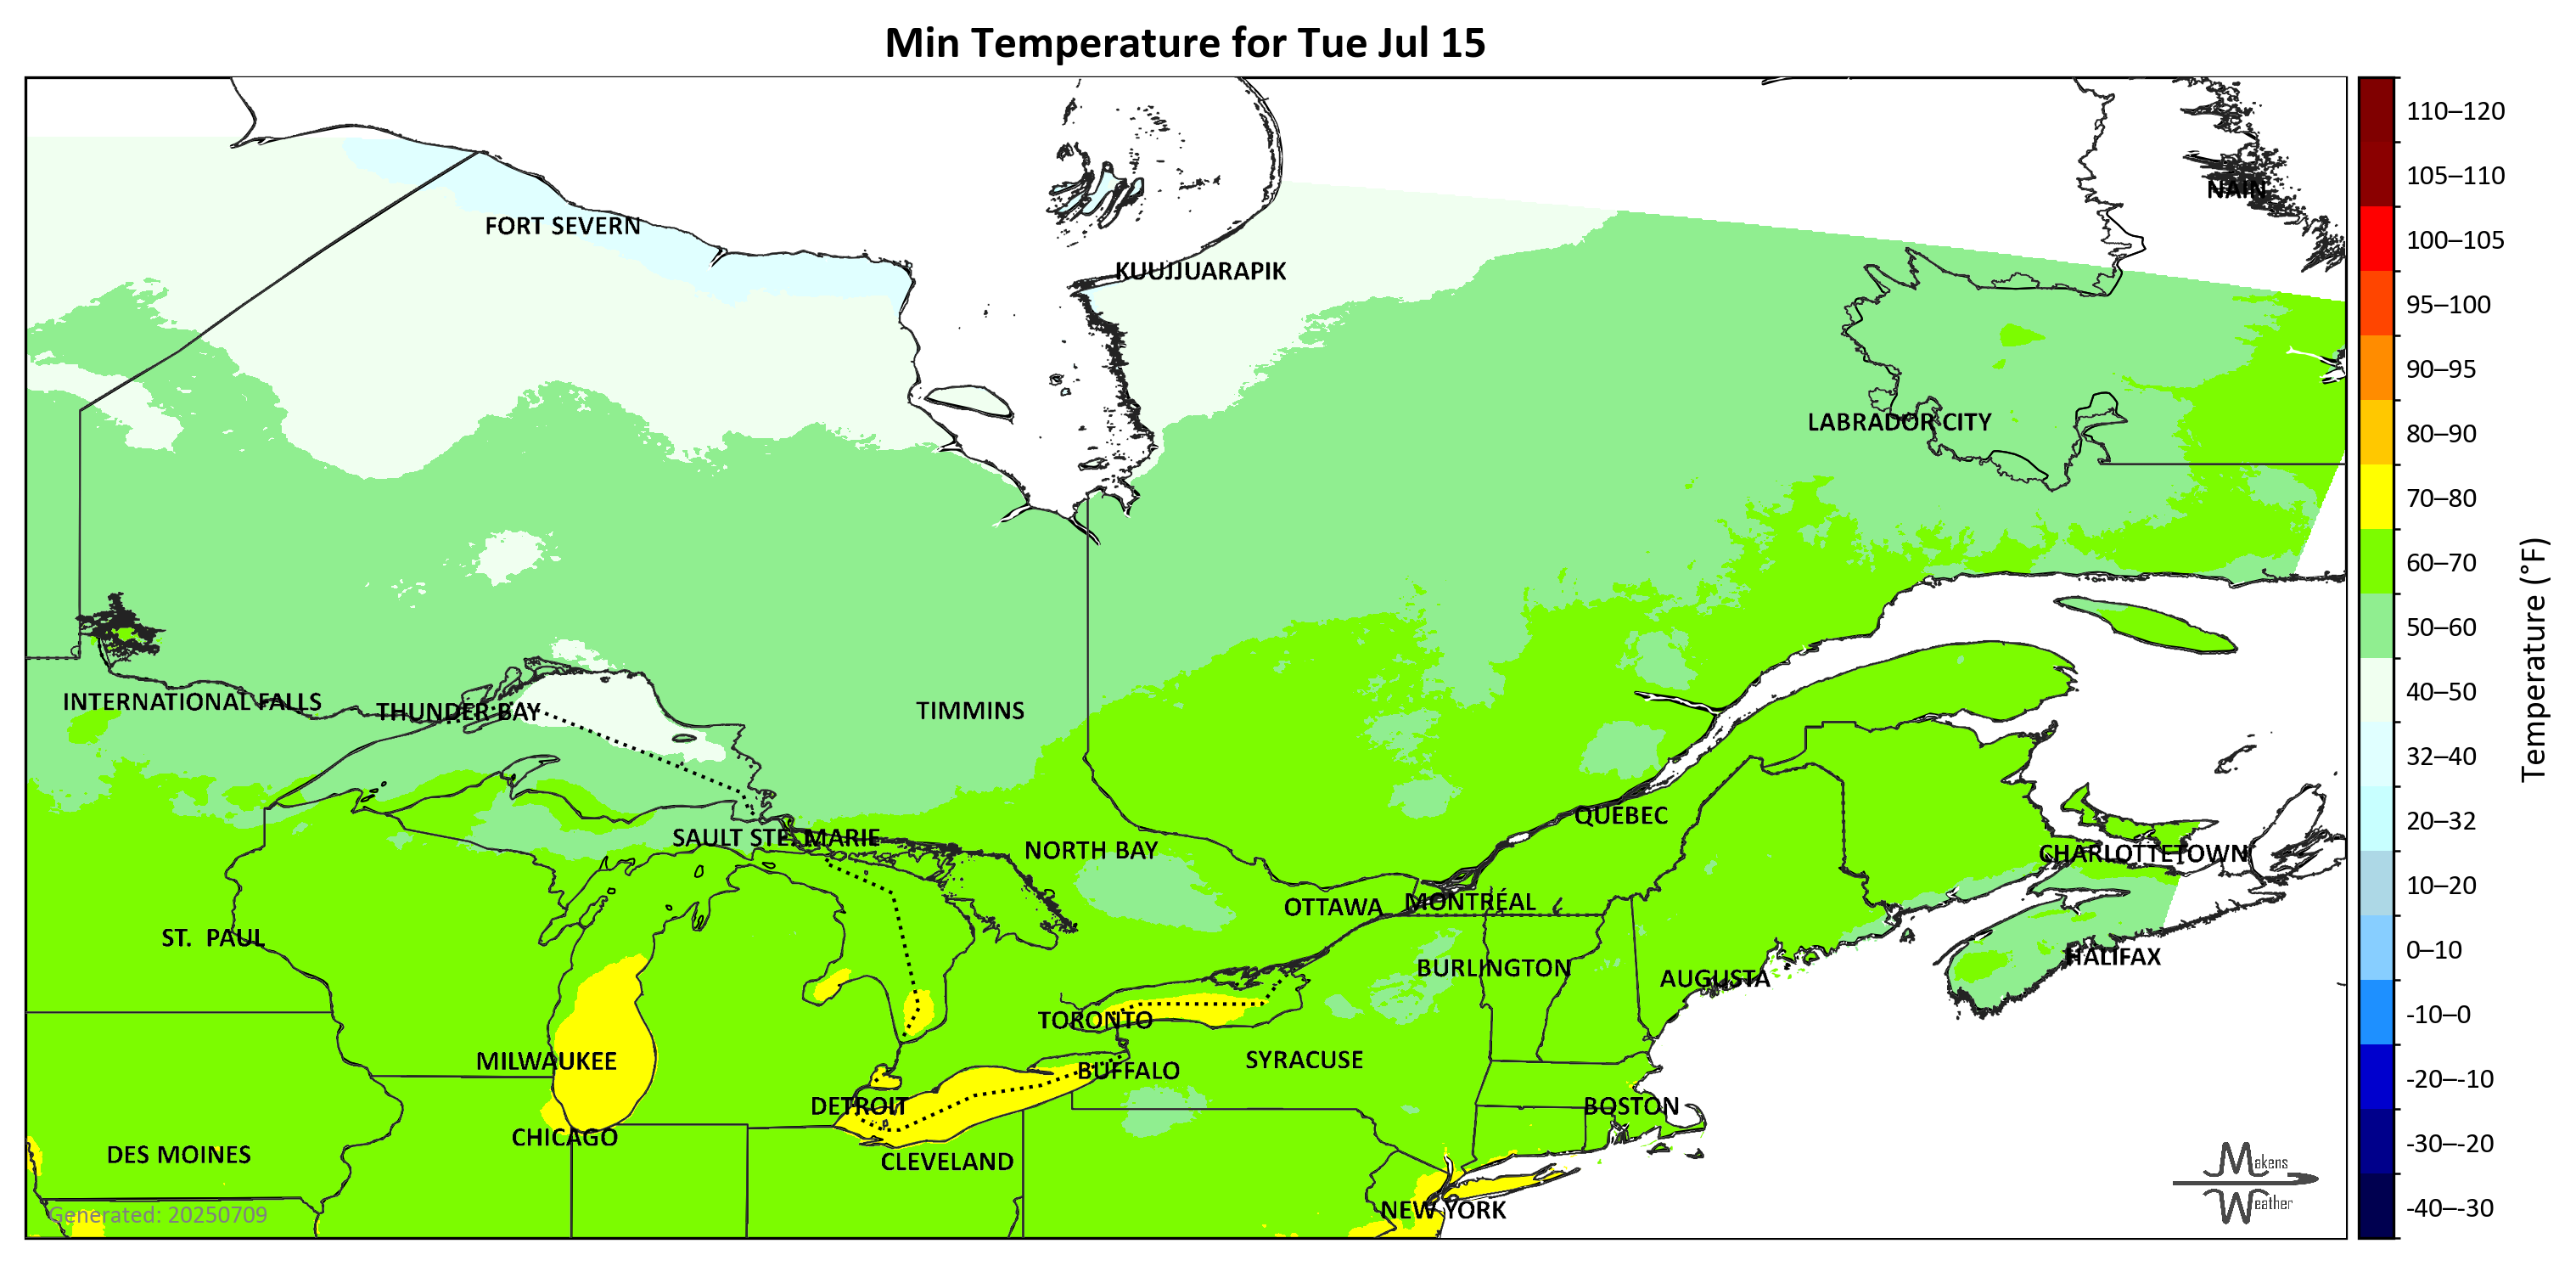 Min Temperature for Tue Jul 15
NAIN
FORT SEVERN
KUUJJUARAPIK
LABRADOR CITY
INTERNATIONAL FALLS
THUNDER BAY
TIMMINS
QUÉBEC
SAULT STE. MARIE
NORTH BAY
CHARLOTTETOWN
OTTAWA
MONTRÉAL
ST. PAUL
HALIFAX
BURLINGTON
AUGUSTA
TORONTO
MILWAUKEE
SYRACUSE
BUFFALO
DETROIT
BOSTON
CHICAGO
DES MOINES
CLEVELAND
NEW YORK
Generated: 20250709
Makens
Weather
110–120
105–110
100–105
95–100
90–95
80–90
70–80
60–70
50–60
40–50
32–40
20–32
10–20
0–10
-10–0
-20–-10
-30–-20
-40–-30
Temperature (°F)